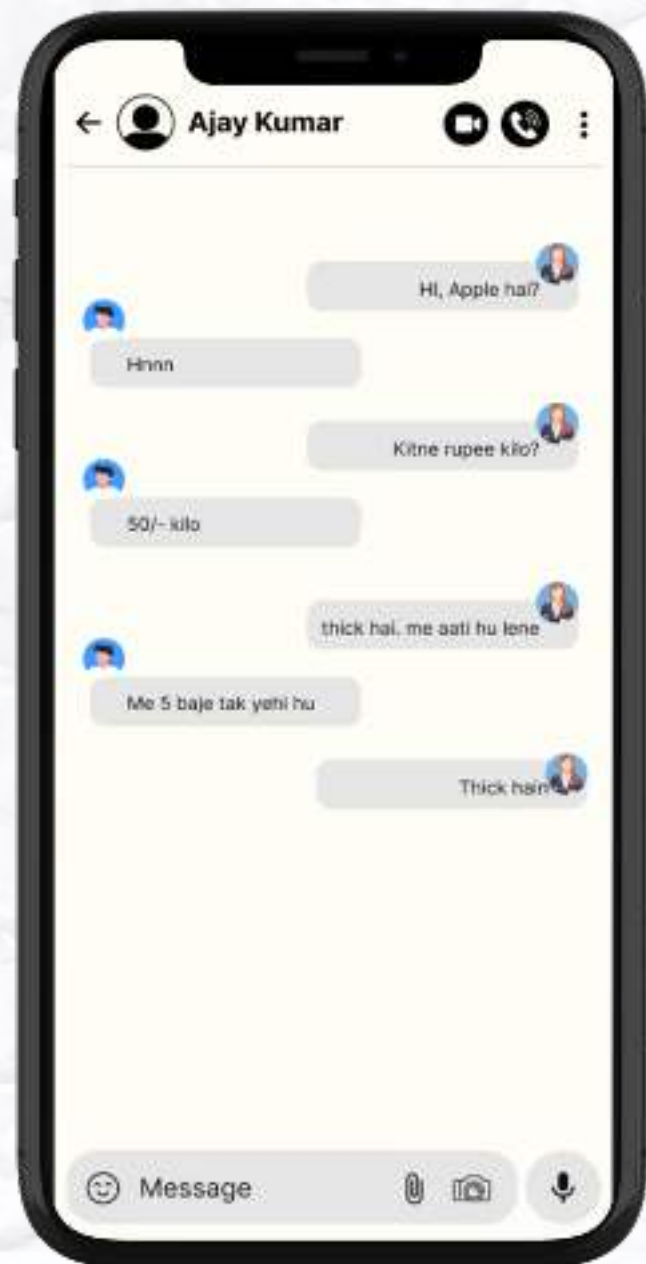 Ajay Kumar
HI, Apple hai?
Hnnn
Kitne rupee kilo?
50/- kilo
thick hai. me aati hu lene
Me 5 baje tak yehi hu
Thick hain
Message